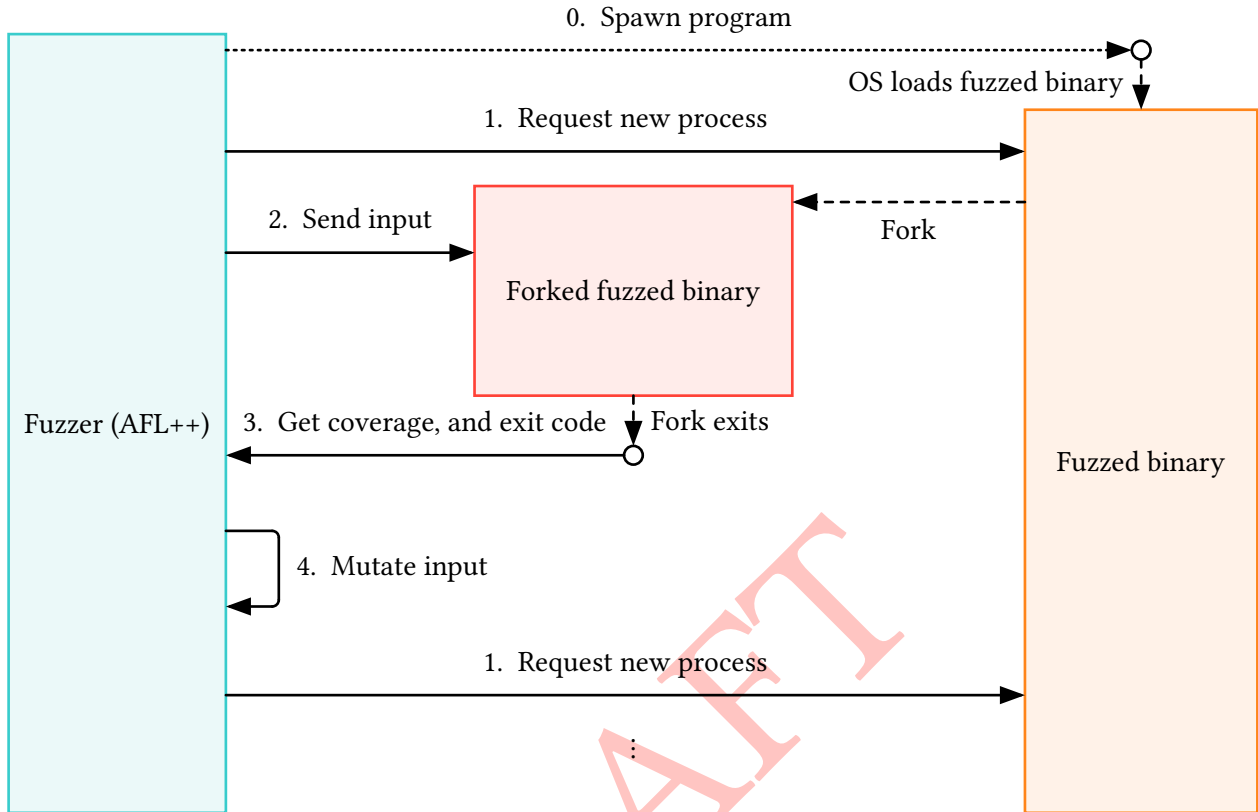 0. Spawn program
OS loads fuzzed binary
1. Request new process
2. Send input
Fork
Forked fuzzed binary
Fuzzer (AFL++)
3. Get coverage, and exit code
Fork exits
Fuzzed binary
4. Mutate input
1. Request new process
⋮
AFT